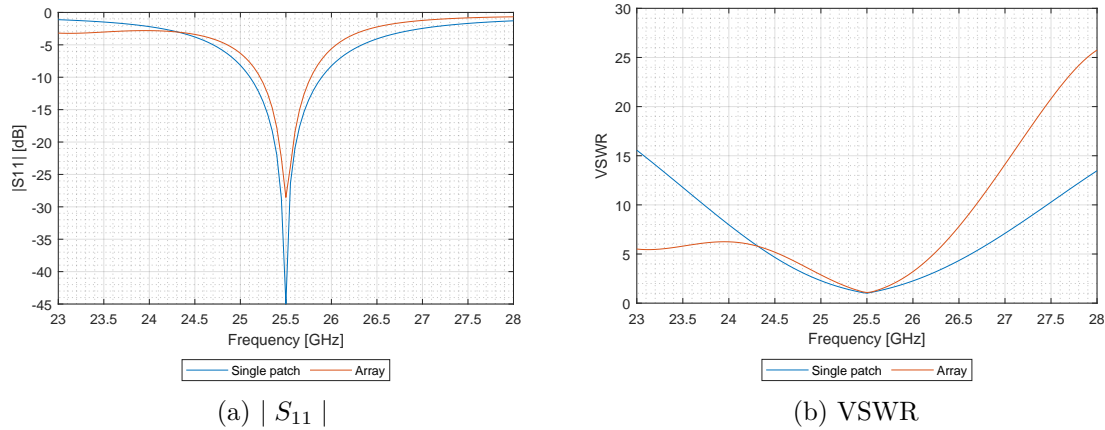 0
-5
-10
-15
-20
-25
-30
-35
-40
-45
|S11| [dB]
23 23.5 24 24.5 25 25.5 26 26.5 27 27.5 28
Frequency [GHz]
Single patch Array
(a) | S11 |
30
25
20
15
10
5
0
VSWR
23 23.5 24 24.5 25 25.5 26 26.5 27 27.5 28
Frequency [GHz]
Single patch Array
(b) VSWR